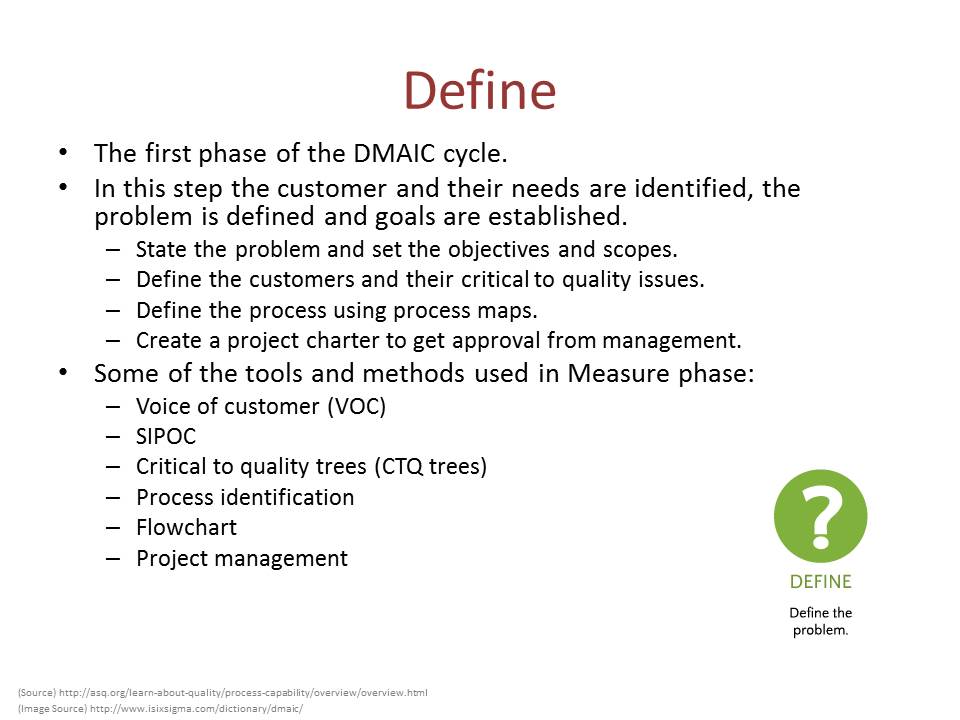 Define
• The first phase of the DMAIC cycle.
• In this step the customer and their needs are identified, the
problem is defined and goals are established.
– State the problem and set the objectives and scopes.
– Define the customers and their critical to quality issues.
– Define the process using process maps.
– Create a project charter to get approval from management.
• Some of the tools and methods used in Measure phase:
– Voice of customer (VOC)
– SIPOC
– Critical to quality trees (CTQ trees)
– Process identification
– Flowchart
– Project management
?
DEFINE
Define the
problem.
(Source) http://asq.org/learn-about-quality/process-capability/overview/overview.html
(Image Source) http://www.isixsigma.com/dictionary/dmaic/